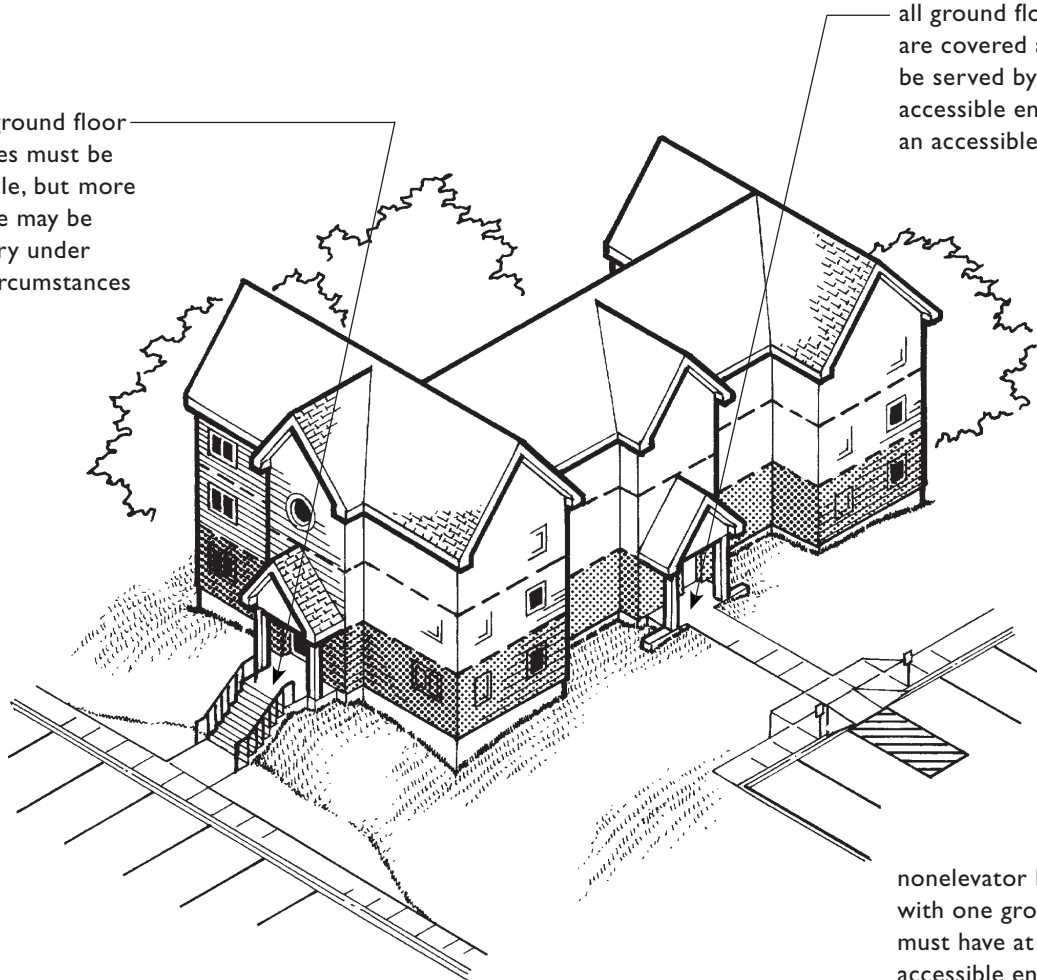 ground floor
es must be
le, but more
e may be
ry under
rcumstances
all ground flo
are covered
be served by
accessible en
an accessible
nonelevator
with one gro
must have at
accessible en